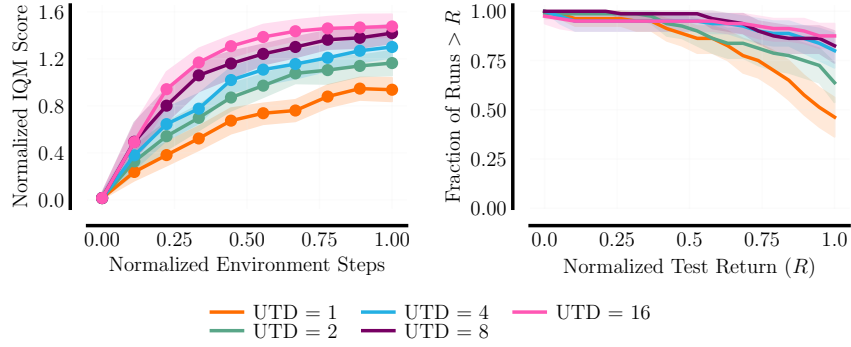 Normalized IQM Score
1.6
1.2
0.8
0.4
0.0
0.00 0.25 0.50 0.75 1.00
Normalized Environment Steps
Fraction of Runs > R
1.00
0.75
0.50
0.25
0.00
0.0 0.3 0.5 0.8 1.0
Normalized Test Return (R)
UTD = 1 UTD = 4 UTD = 16
UTD = 2 UTD = 8